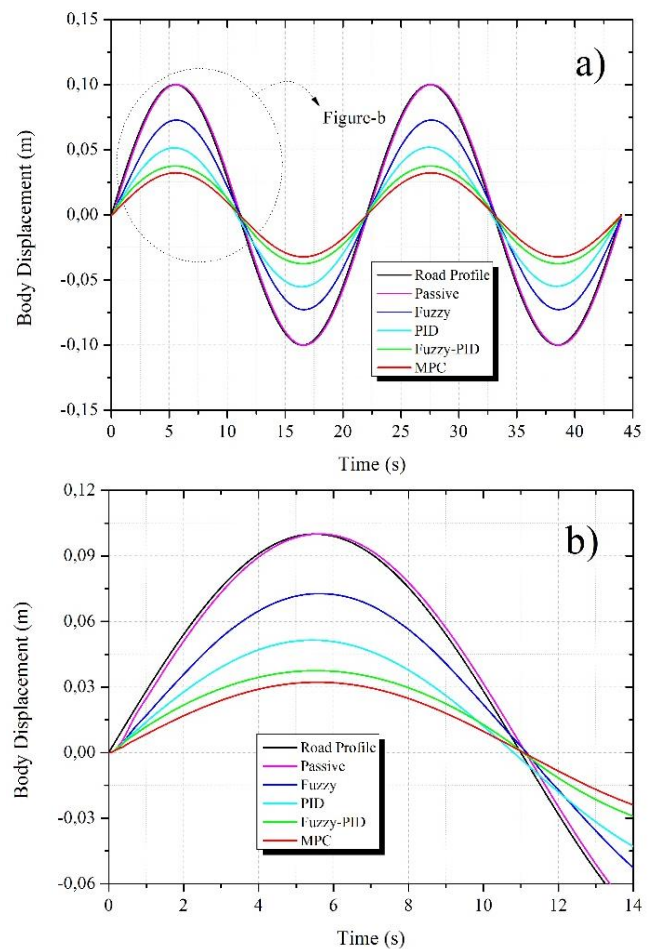 0,15
0,10
0,05
0,00
-0,05
-0,10
-0,15
Body Displacement (m)
a)
Figure-b
Road Profile
Passive
Fuzzy
PID
Fuzzy-PID
MPC
0 5 10 15 20 25 30 35 40 45
Time (s)
0,12
0,09
0,06
0,03
0,00
-0,03
-0,06
Body Displacement (m)
b)
Road Profile
Passive
Fuzzy
PID
Fuzzy-PID
MPC
0 2 4 6 8 10 12 14
Time (s)